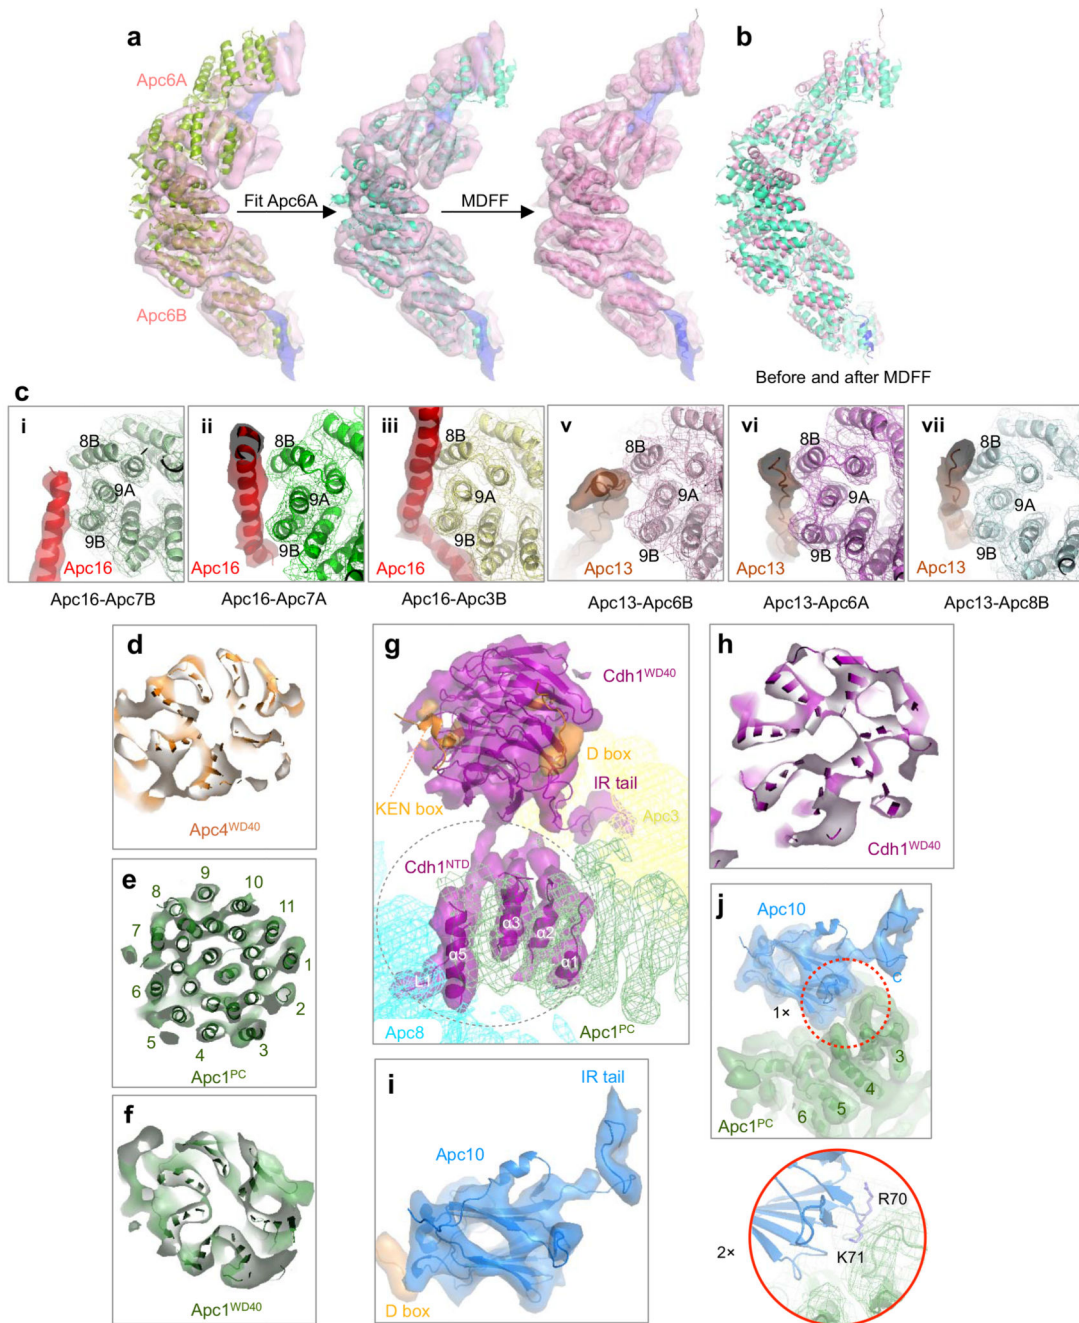 a
b
Apc6A
Fit Apc6A
MDFF
Apc6B
Before and after MDFF
c
i
8B
9A
9B
Apc16
Apc16-Apc7B
ii
8B
9A
9B
Apc16
Apc16-Apc7A
iii
8B
9A
9B
Apc16
Apc16-Apc3B
v
8B
9A
9B
Apc13
Apc13-Apc6B
vi
8B
9A
9B
Apc13
Apc13-Apc6A
vii
8B
9A
9B
Apc13
Apc13-Apc8B
d
Apc4WD40
e
9
8
10
7
11
1
6
2
5
4
3
Apc1PC
f
Apc1WD40
g
Cdh1WD40
D box
IR tail
KEN box
Apc3
Cdh1NTD
α3
α2
α5
α1
L1
Apc8
Apc1PC
h
Cdh1WD40
i
IR tail
Apc10
D box
j
Apc10
C
1×
3
4
5
6
Apc1PC
R70
K71
2×